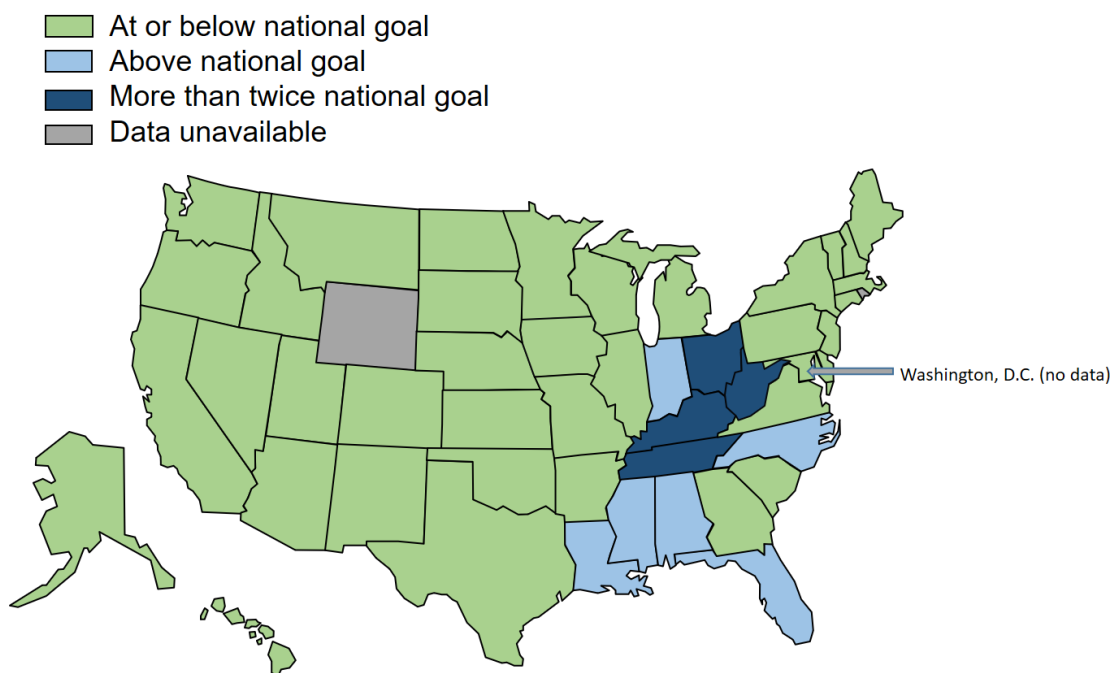 At or below national goal
Above national goal
More than twice national goal
Data unavailable
Washington, D.C. (no data)